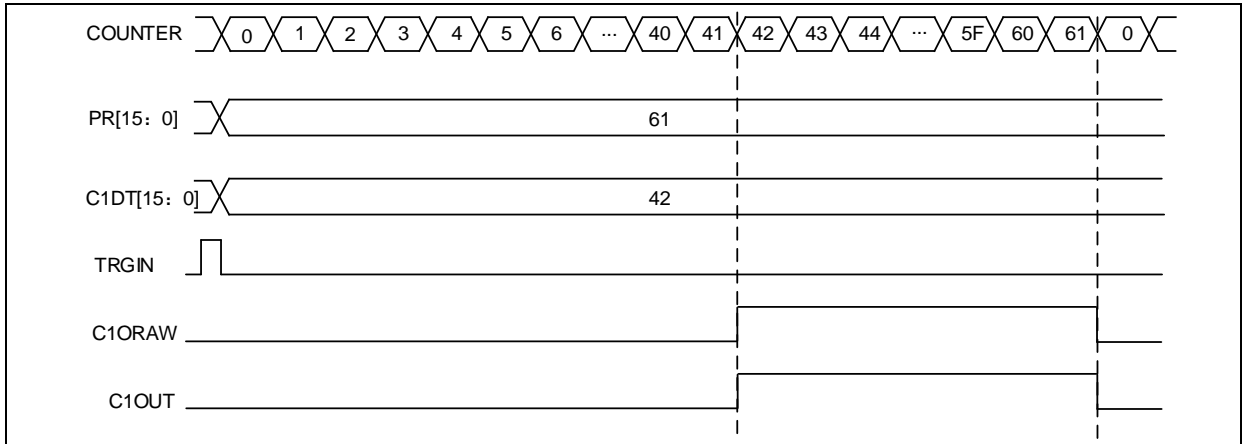 COUNTER 0 1 2 3 4 5 6 ... 40 41 42 43 44 ... 5F 60 61 0
PR[15：0] 61
C1DT[15：0] 42
TRGIN
C1ORAW
C1OUT